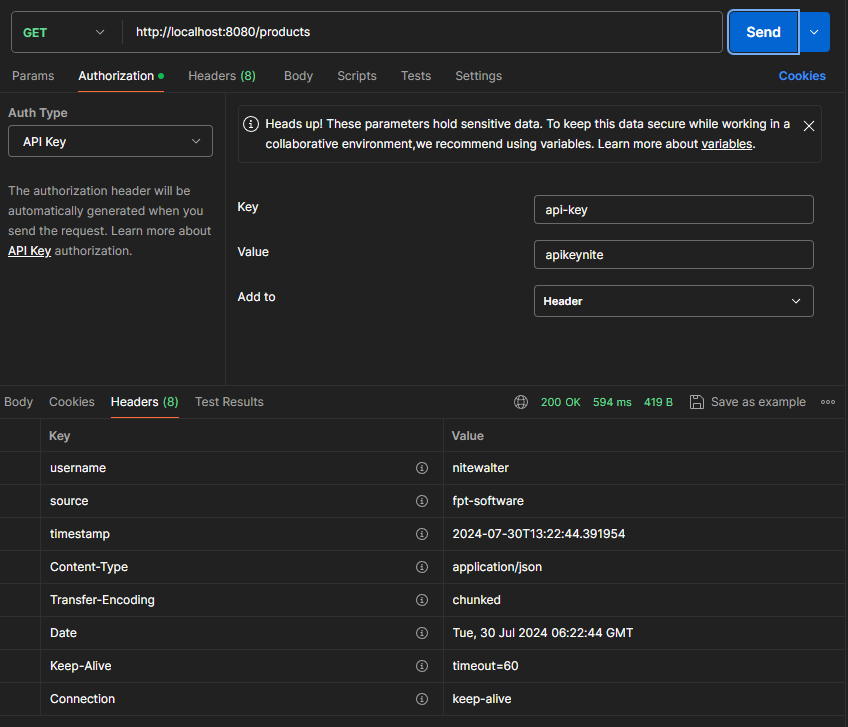 GET http://localhost:8080/products Send
Params Authorization Headers (8) Body Scripts Tests Settings Cookies
Auth Type
API Key
The authorization header will be
automatically generated when you
send the request. Learn more about
API Key authorization.
Heads up! These parameters hold sensitive data. To keep this data secure while working in a
collaborative environment,we recommend using variables. Learn more about variables.
Key api-key
Value apikeynite
Add to Header
Body Cookies Headers (8) Test Results 200 OK 594 ms 419 B Save as example
Key Value
username nitewalter
source fpt-software
timestamp 2024-07-30T13:22:44.391954
Content-Type application/json
Transfer-Encoding chunked
Date Tue, 30 Jul 2024 06:22:44 GMT
Keep-Alive timeout=60
Connection keep-alive